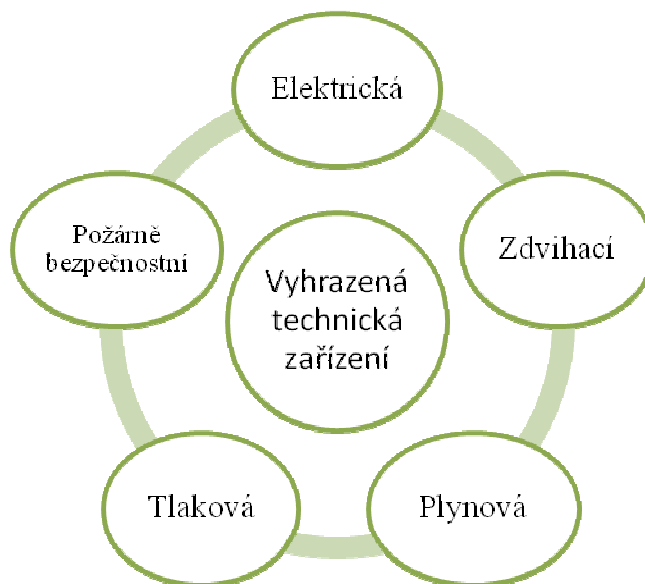 Elektrická
Požárně
bezpečnostní
Zdvihací
Vyhrazená
technická
zařízení
Tlaková
Plynová